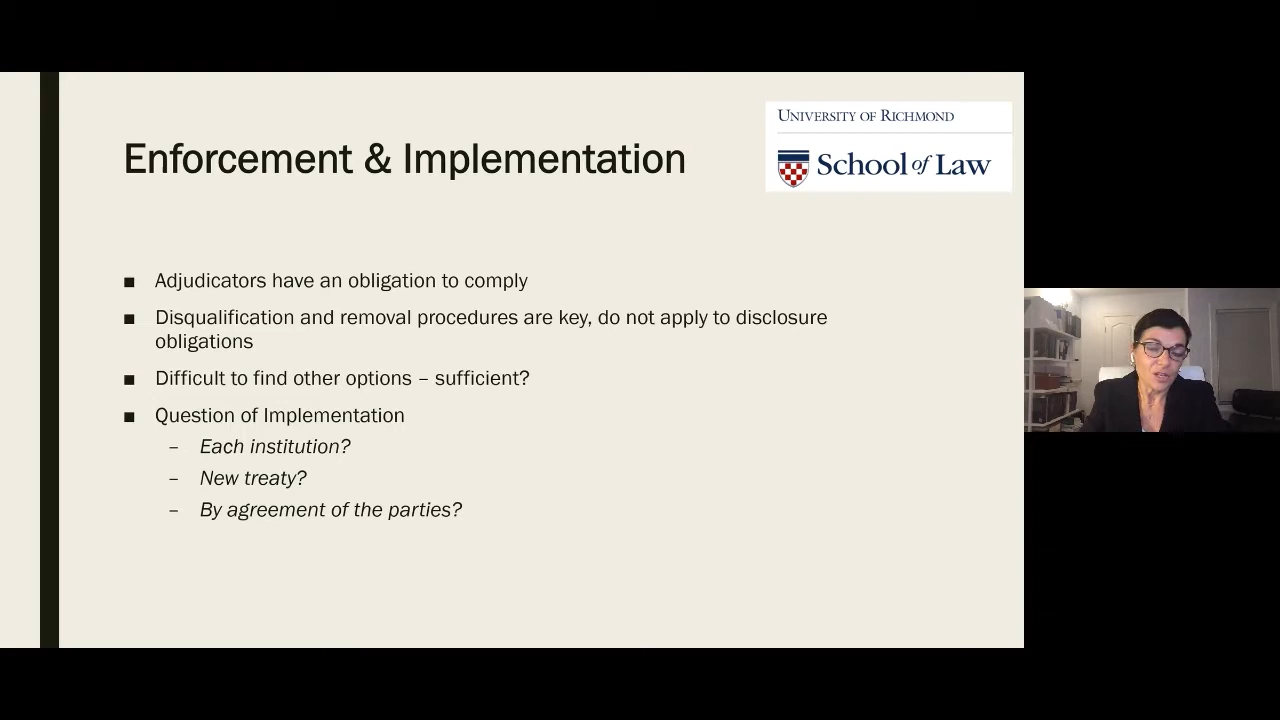 UNIVERSITY OF RICHMOND
School of Law
Enforcement & Implementation
■ Adjudicators have an obligation to comply
■ Disqualification and removal procedures are key, do not apply to disclosure
obligations
■ Difficult to find other options – sufficient?
■ Question of Implementation
– Each institution?
– New treaty?
– By agreement of the parties?